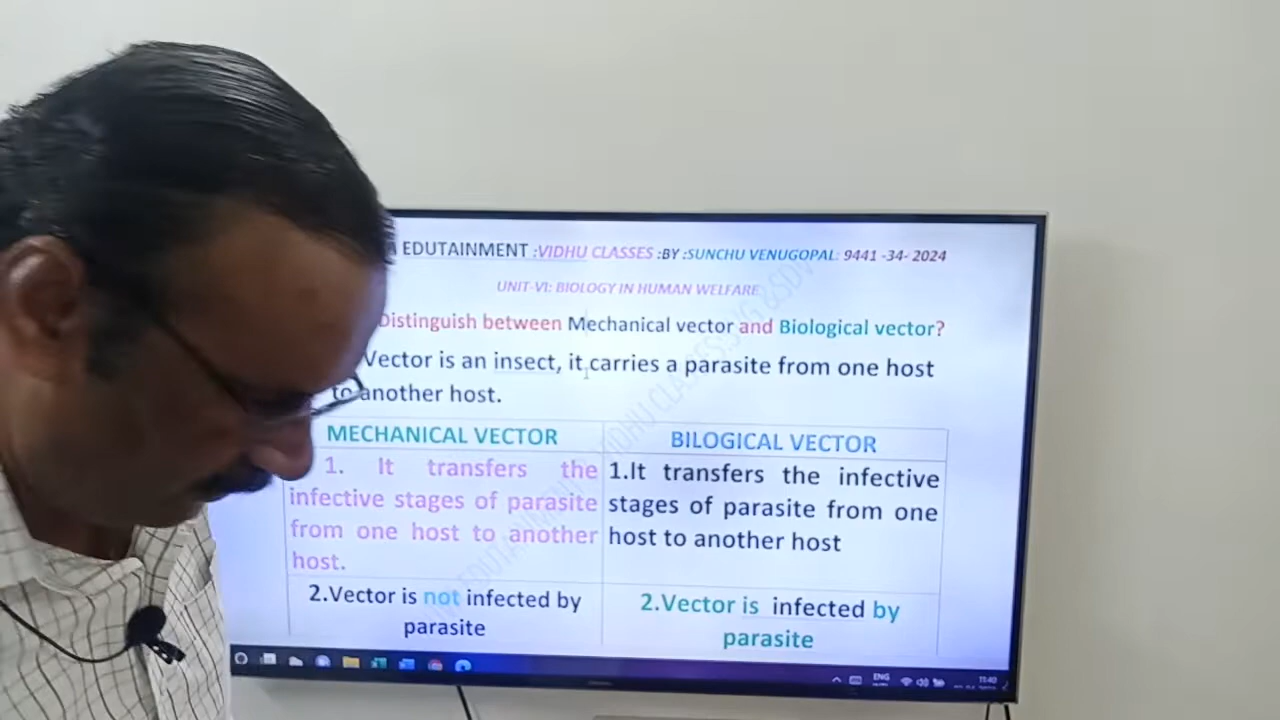 EDUTAINMENT :VIDHU CLASSES :BY :SUNCHU VENUGOPAL: 9441 -34- 2024
UNIT-VI: BIOLOGY IN HUMAN WELFARE
Distinguish between Mechanical vector and Biological vector?
Vector is an insect, it carries a parasite from one host
to another host.
MECHANICAL VECTOR
1. It transfers the
infective stages of parasite
from one host to another
host.
2.Vector is not infected by
parasite
BILOGICAL VECTOR
1.It transfers the infective
stages of parasite from one
host to another host
2.Vector is infected by
parasite
ENG
11:40